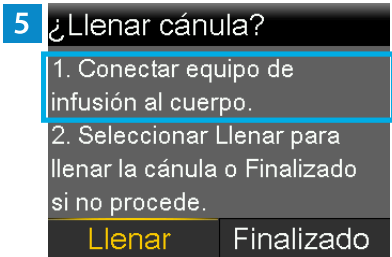 5
¿Llenar cánula?
1. Conectar equipo de
infusión al cuerpo.
2. Seleccionar Llenar para
llenar la cánula o Finalizado
si no procede.
Llenar Finalizado